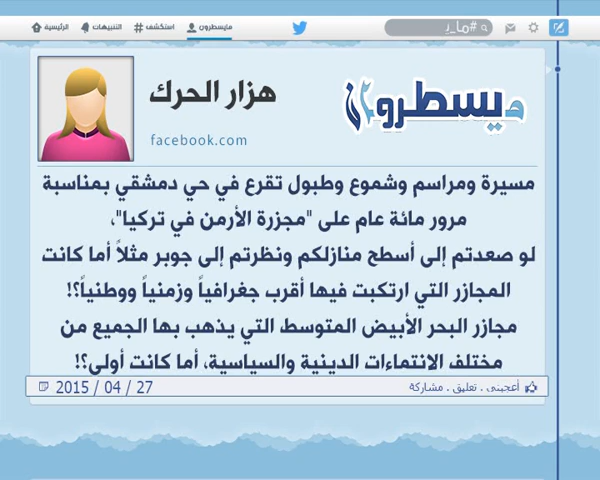 الرئيسية التنبيهات # استكشف مايسطرون #ما_يـ
هزار الحرك
مايسطرون
facebook.com
مسيرة ومراسم وشموع وطبول تقرع في حي دمشقي بمناسبة
مرور مائة عام على "مجزرة الأرمن في تركيا"،
لو صعدتم إلى أسطح منازلكم ونظرتم إلى جوبر مثلاً أما كانت
المجازر التي ارتكبت فيها أقرب جغرافياً وزمنياً ووطنياً؟!
مجازر البحر الأبيض المتوسط التي يذهب بها الجميع من
مختلف الانتماءات الدينية والسياسية، أما كانت أولى؟!
أعجبني . تعليق . مشاركة
27 / 04 / 2015